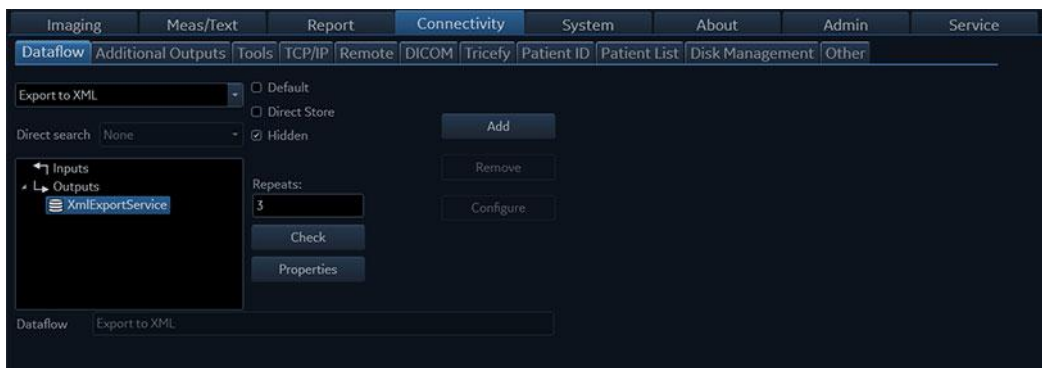 Imaging Meas/Text Report Connectivity System About Admin Service
Dataflow Additional Outputs Tools TCP/IP Remote DICOM Tricefy Patient ID Patient List Disk Management Other
Export to XML
Default
Direct Store
Direct search None
Hidden
Add
Inputs
Remove
Outputs
Repeats:
XmlExportService
3
Configure
Check
Properties
Dataflow Export to XML